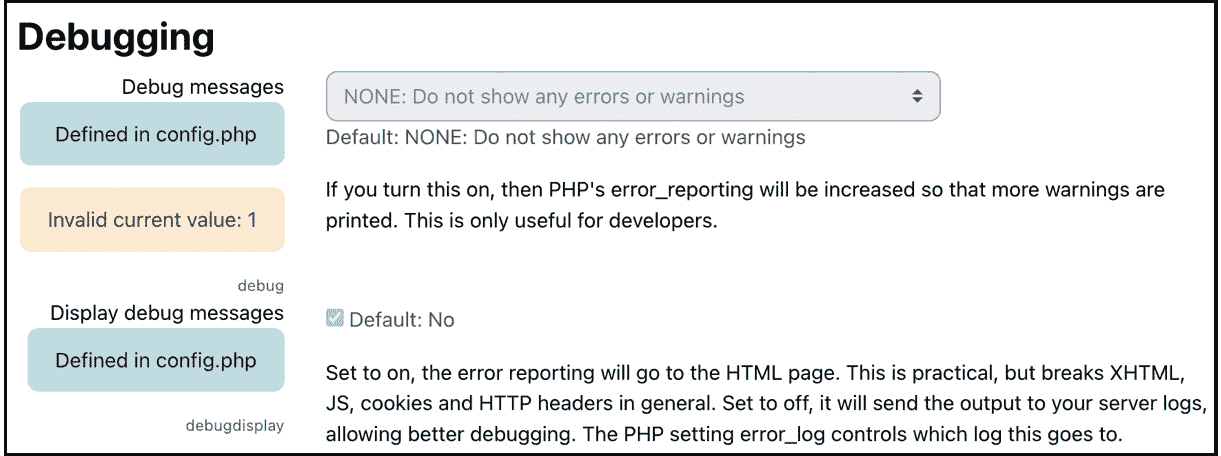 Debugging
Debug messages
NONE: Do not show any errors or warnings
Defined in config.php
Default: NONE: Do not show any errors or warnings
Invalid current value: 1
If you turn this on, then PHP's error_reporting will be increased so that more warnings are
printed. This is only useful for developers.
debug
Display debug messages
Default: No
Defined in config.php
Set to on, the error reporting will go to the HTML page. This is practical, but breaks XHTML,
JS, cookies and HTTP headers in general. Set to off, it will send the output to your server logs,
allowing better debugging. The PHP setting error_log controls which log this goes to.
debugdisplay